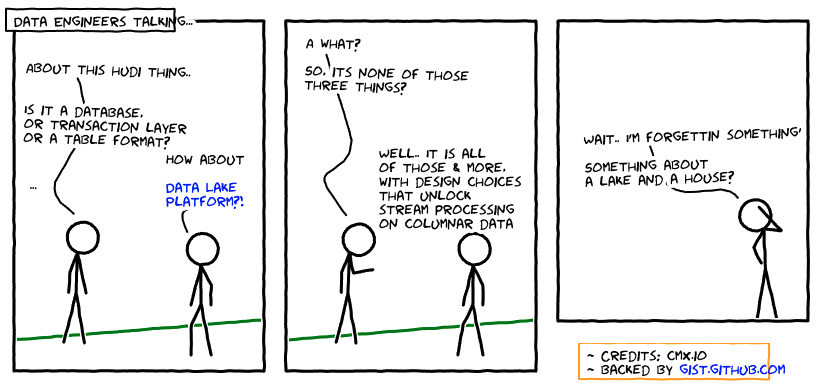 DATA ENGINEERS TALKING...
ABOUT THIS HUDI THING..
IS IT A DATABASE,
OR TRANSACTION LAYER
OR A TABLE FORMAT?
HOW ABOUT
...
DATA LAKE
PLATFORM?!
A WHAT?
SO, ITS NONE OF THOSE
THREE THINGS?
WELL.. IT IS ALL
OF THOSE & MORE,
WITH DESIGN CHOICES
THAT UNLOCK
STREAM PROCESSING
ON COLUMNAR DATA
WAIT.. I'M FORGETTIN SOMETHING'
SOMETHING ABOUT
A LAKE AND A HOUSE?
~ CREDITS; CMX.IO
~ BACKED BY GIST.GITHUB.COM